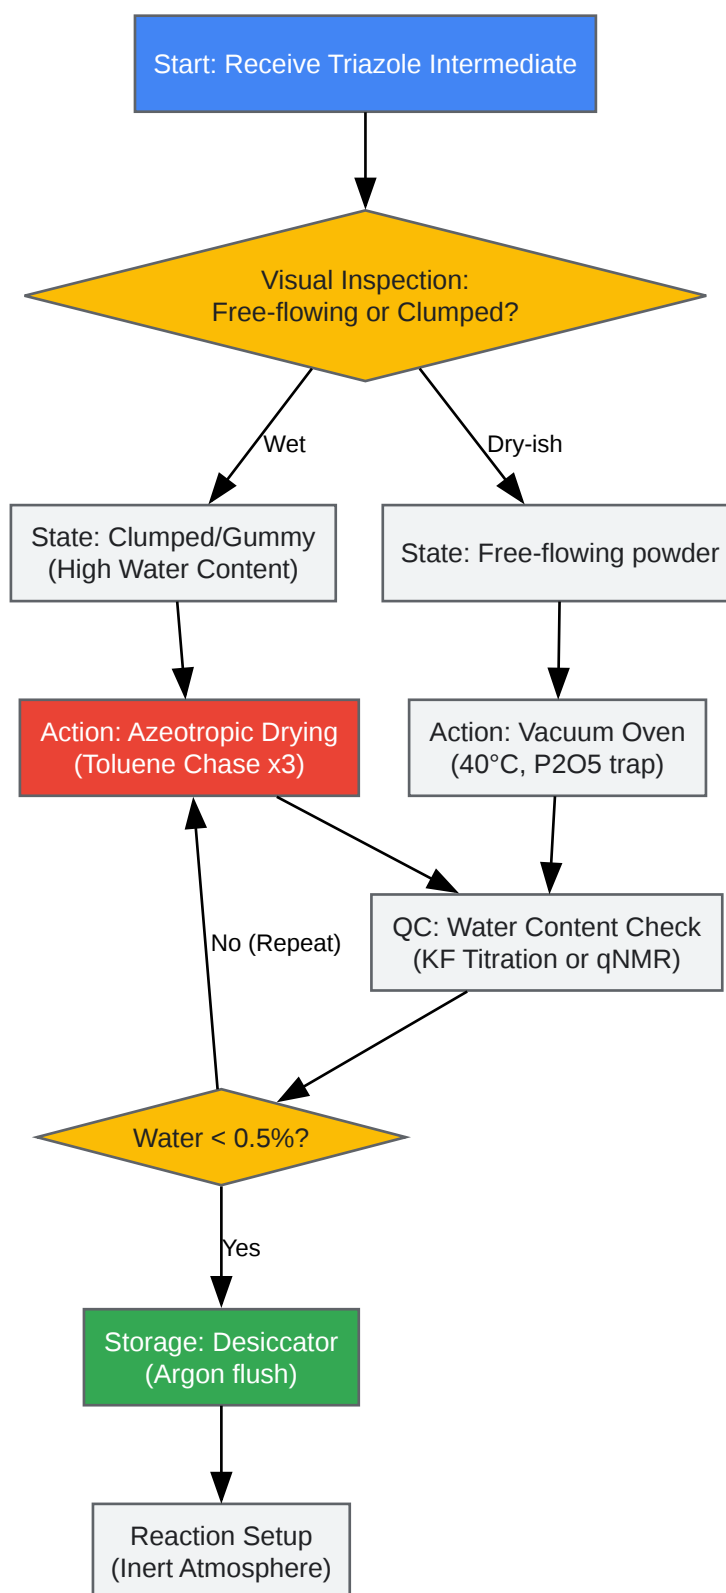 Start: Receive Triazole Intermediate
Visual Inspection:
Free-flowing or Clumped?
Wet
Dry-ish
State: Clumped/Gummy
(High Water Content)
State: Free-flowing powder
Action: Azeotropic Drying
(Toluene Chase x3)
Action: Vacuum Oven
(40°C, P2O5 trap)
No (Repeat)
QC: Water Content Check
(KF Titration or qNMR)
Water < 0.5%?
Yes
Storage: Desiccator
(Argon flush)
Reaction Setup
(Inert Atmosphere)